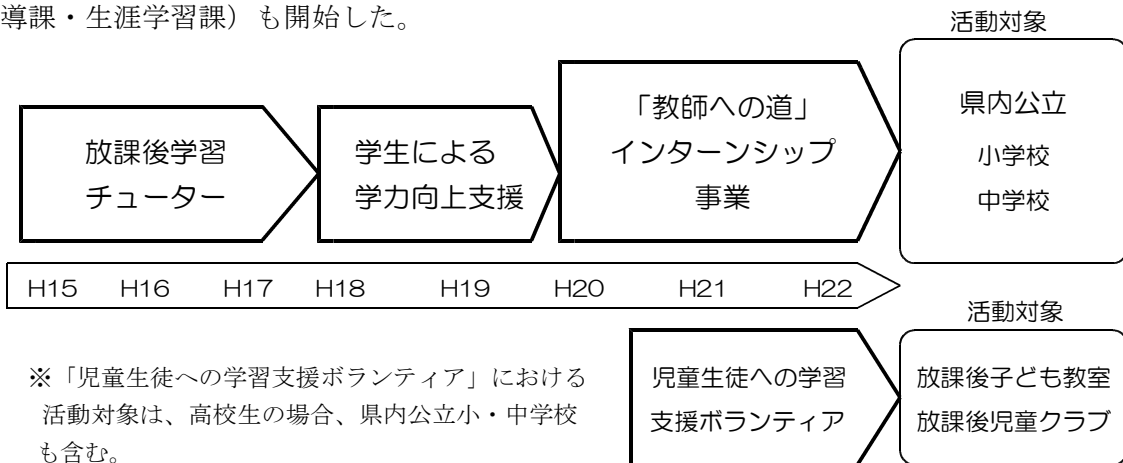 導課・生涯学習課）も開始した。
活動対象
放課後学習
チューター
学生による
学力向上支援
「教師への道」
インターンシップ
事業
県内公立
小学校
中学校
H15 H16 H17 H18 H19 H20 H21 H22
活動対象
※「児童生徒への学習支援ボランティア」における
活動対象は、高校生の場合、県内公立小・中学校
も含む。
児童生徒への学習
支援ボランティア
放課後子ども教室
放課後児童クラブ